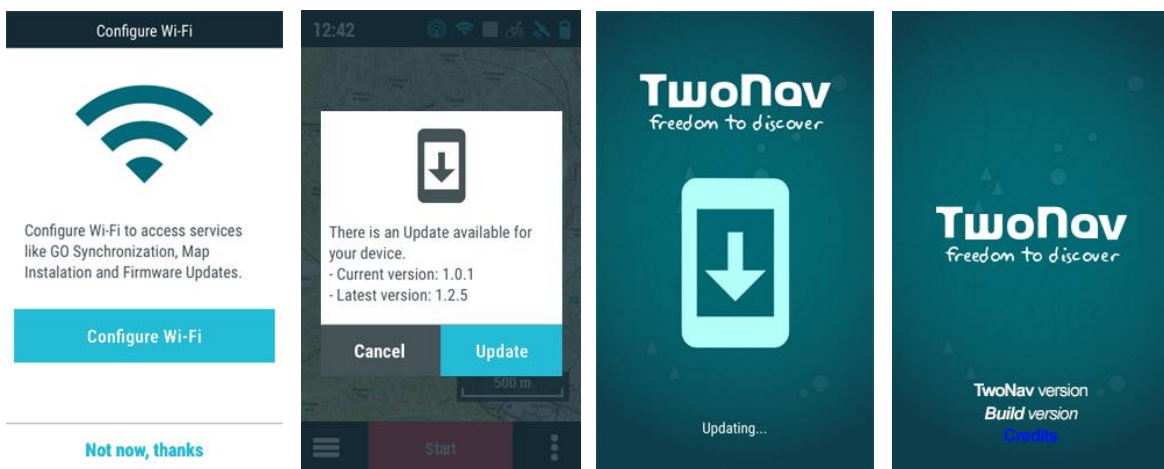 Configure Wi-Fi
Configure Wi-Fi to access services
like GO Synchronization, Map
Instalation and Firmware Updates.
Configure Wi-Fi
Not now, thanks
12:42
There is an Update available for
your device.
- Current version: 1.0.1
- Latest version: 1.2.5
Cancel
Update
500 m
Start
TwoNav
freedom to discover
Updating...
TwoNav
freedom to discover
TwoNav version
Build version
Credits